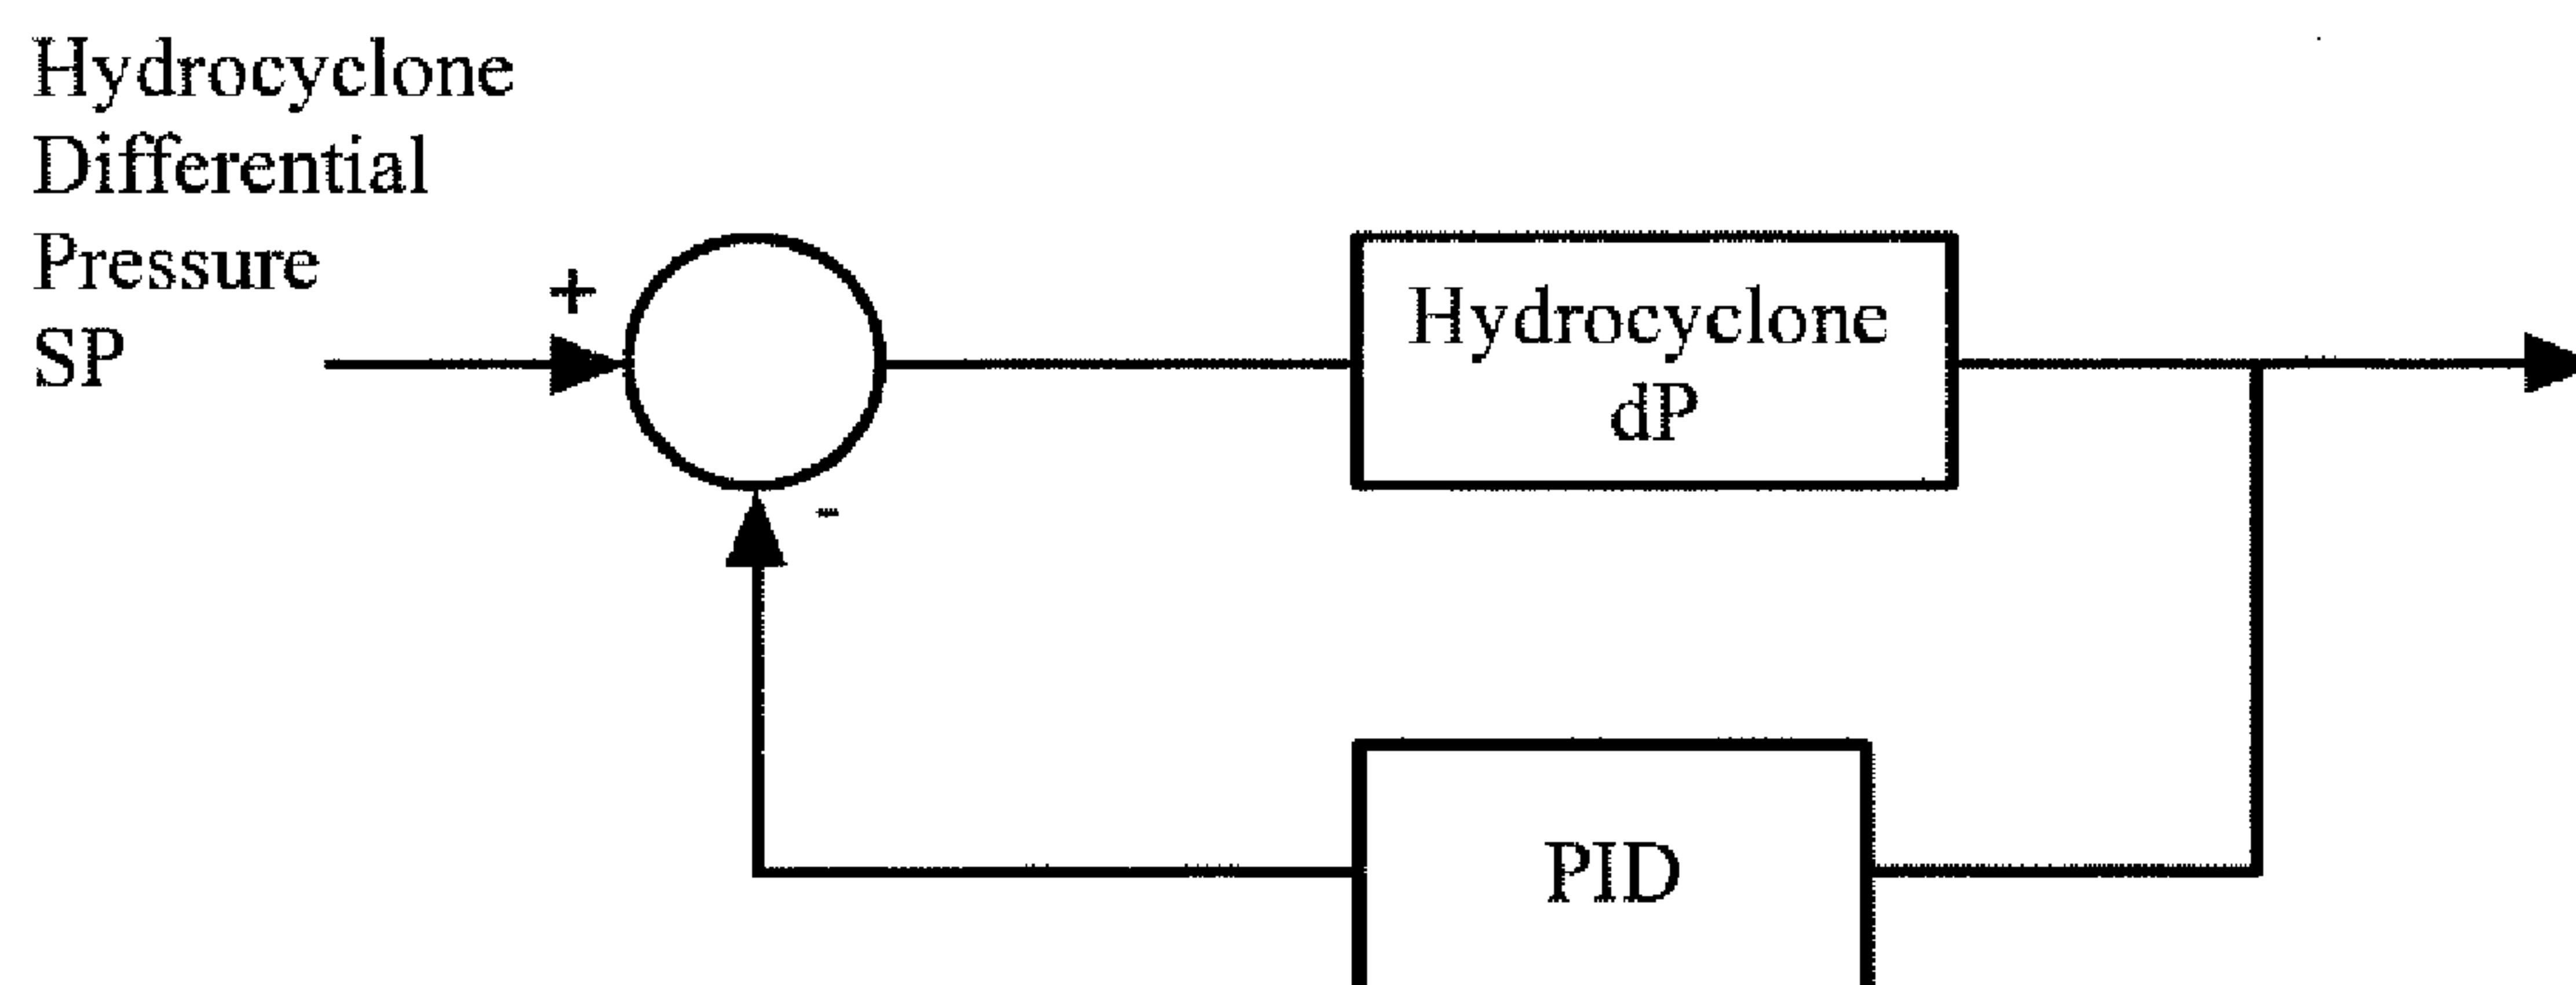 Hydrocyclone
Differential
Pressure
SP
+
-
Hydrocyclone
dP
PID